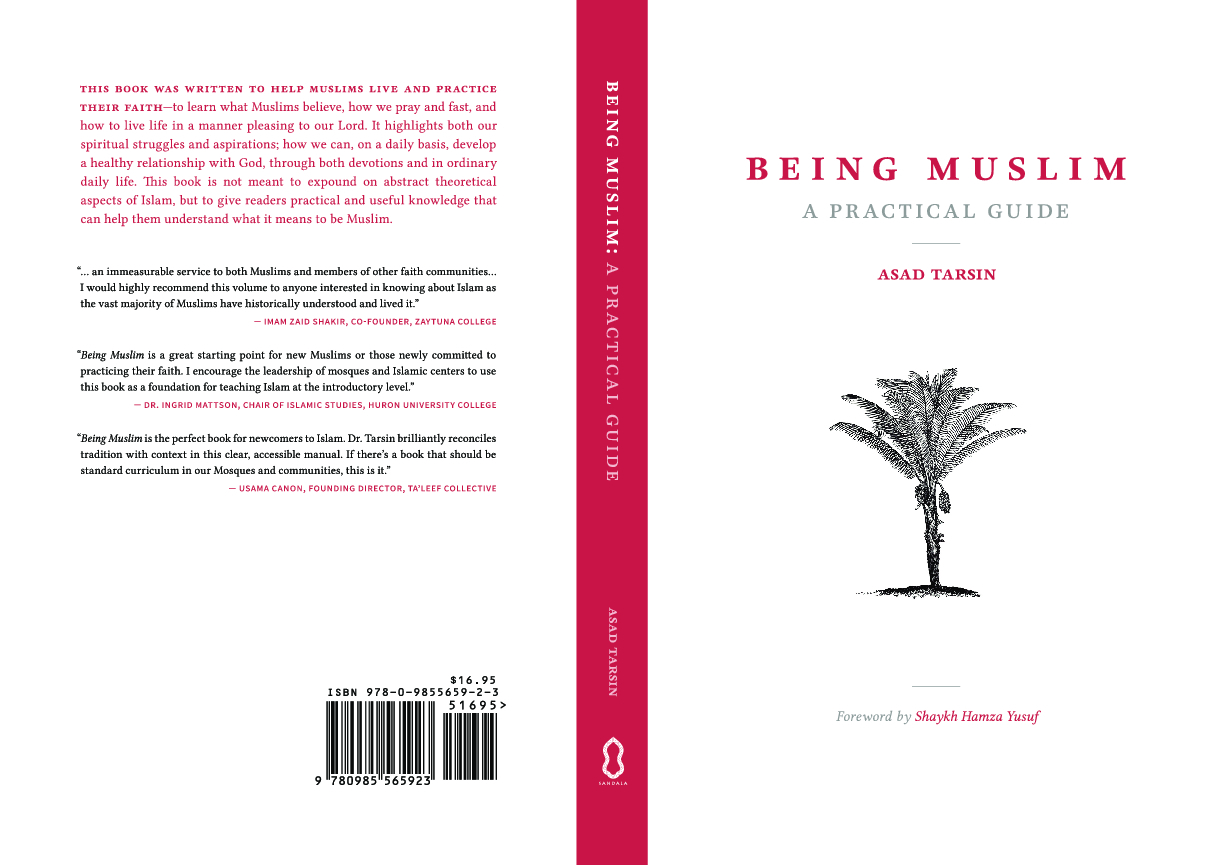 THIS BOOK WAS WRITTEN TO HELP MUSLIMS LIVE AND PRACTICE
THEIR FAITH—to learn what Muslims believe, how we pray and fast, and
how to live life in a manner pleasing to our Lord. It highlights both our
spiritual struggles and aspirations; how we can, on a daily basis, develop
a healthy relationship with God, through both devotions and in ordinary
daily life. This book is not meant to expound on abstract theoretical
aspects of Islam, but to give readers practical and useful knowledge that
can help them understand what it means to be Muslim.
“... an immeasurable service to both Muslims and members of other faith communities...
I would highly recommend this volume to anyone interested in knowing about Islam as
the vast majority of Muslims have historically understood and lived it.”
— IMAM ZAID SHAKIR, CO-FOUNDER, ZAYTUNA COLLEGE
“Being Muslim is a great starting point for new Muslims or those newly committed to
practicing their faith. I encourage the leadership of mosques and Islamic centers to use
this book as a foundation for teaching Islam at the introductory level.”
— DR. INGRID MATTSON, CHAIR OF ISLAMIC STUDIES, HURON UNIVERSITY COLLEGE
“Being Muslim is the perfect book for newcomers to Islam. Dr. Tarsin brilliantly reconciles
tradition with context in this clear, accessible manual. If there’s a book that should be
standard curriculum in our Mosques and communities, this is it.”
— USAMA CANON, FOUNDING DIRECTOR, TA’LEEF COLLECTIVE
$16.95
ISBN 978-0-9855659-2-3
51695>
9 780985 565923
BEING MUSLIM: A PRACTICAL GUIDE
ASAD TARSIN
SANDALA
BEING MUSLIM
A PRACTICAL GUIDE
ASAD TARSIN
Foreword by Shaykh Hamza Yusuf